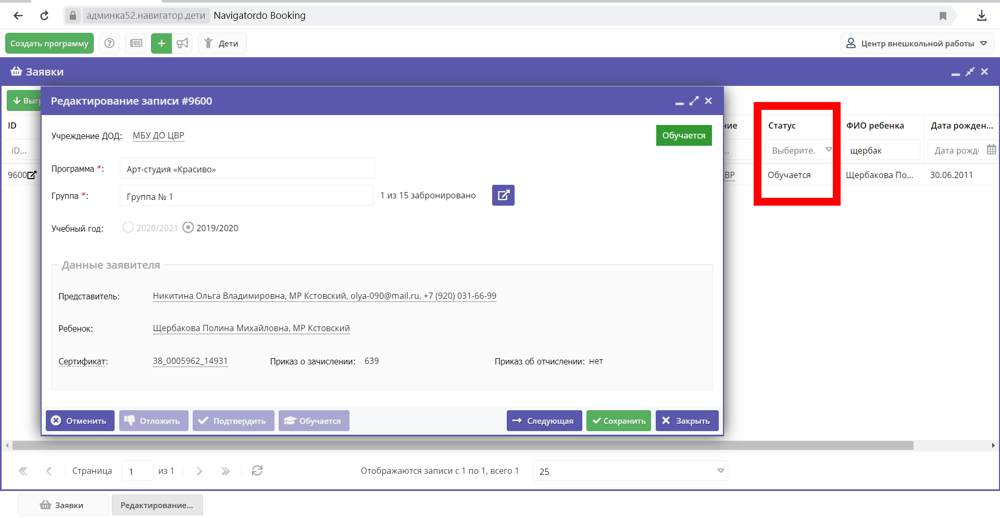 админка52.навигатор.дети Navigatordo Booking
Создать программу
Дети
Центр внешкольной работы
Заявки
Редактирование записи #9600
ID
Статус
ФИО ребенка
Дата рожден...
iD...
Выберите.
щербак
9600
Обучается
Щербакова По...
30.06.2011
Учреждение ДОД: МБУ ДО ЦВР
Обучается
Программа *: Арт-студия «Красиво»
Группа *: Группа № 1
1 из 15 забронировано
Учебный год: 2020/2021 2019/2020
Данные заявителя
Представитель: Никитина Ольга Владимировна, МР Кстовский, olya-090@mail.ru, +7 (920) 031-66-99
Ребенок: Щербакова Полина Михайловна, МР Кстовский
Сертификат: 38_0005962_14931 Приказ о зачислении: 639 Приказ об отчислении: нет
Отменить
Отложить
Подтвердить
Обучается
Следующая
Сохранить
Закрыть
Страница 1 из 1
Отображаются записи с 1 по 1, всего 1
25
Заявки
Редактирование...